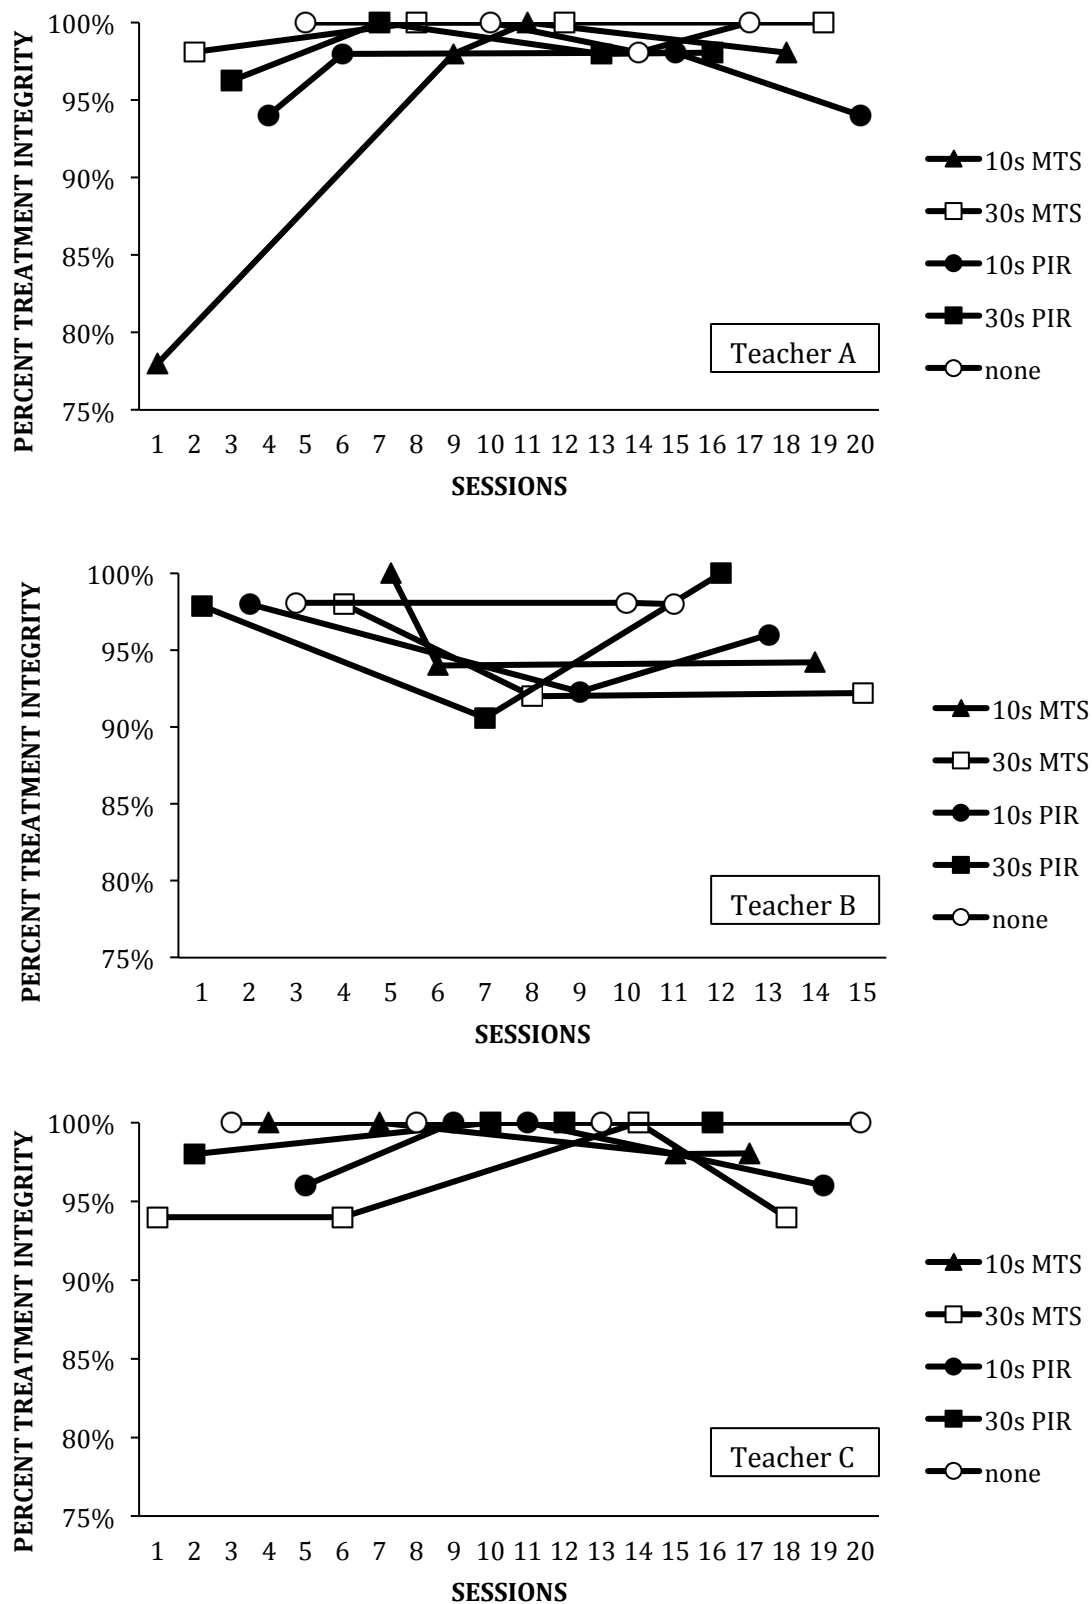 PERCENT TREATMENT INTEGRITY
100%
95%
90%
85%
80%
75%
1 2 3 4 5 6 7 8 9 10 11 12 13 14 15 16 17 18 19 20
SESSIONS
Teacher A
10s MTS
30s MTS
10s PIR
30s PIR
none
PERCENT TREATMENT INTEGRITY
100%
95%
90%
85%
80%
75%
1 2 3 4 5 6 7 8 9 10 11 12 13 14 15
SESSIONS
Teacher B
10s MTS
30s MTS
10s PIR
30s PIR
none
PERCENT TREATMENT INTEGRITY
100%
95%
90%
85%
80%
75%
1 2 3 4 5 6 7 8 9 10 11 12 13 14 15 16 17 18 19 20
SESSIONS
Teacher C
10s MTS
30s MTS
10s PIR
30s PIR
none